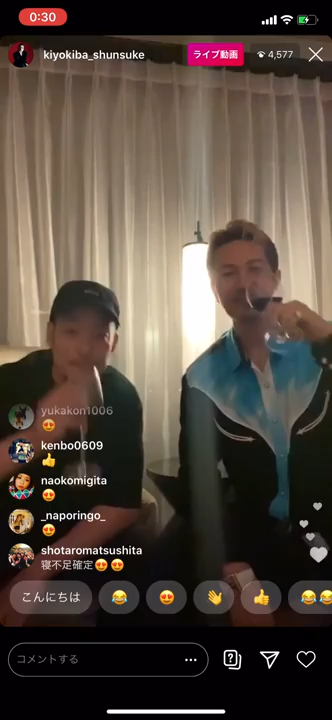 0:30
kiyokiba_shunsuke
ライブ動画
4,577
yukakon1006
😍
kenbo0609
👍
naokomigita
😍
_naporingo_
😍
shotaromatsushita
寝不足確定😍😍
こんにちは 😂 😍 👋 👍 😂😂
コメントする